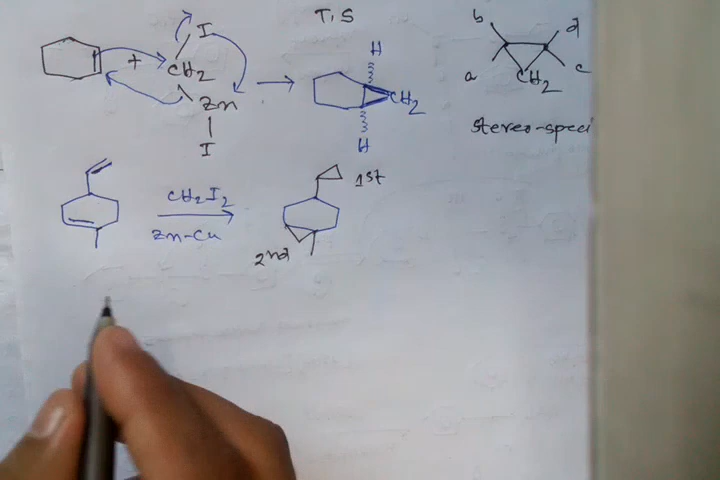 T.S
I
+
CH2
Zn
I
H
CH2
H
b
d
a
c
CH2
stereo-speci
CH2I2
Zn-Cu
1st
2nd